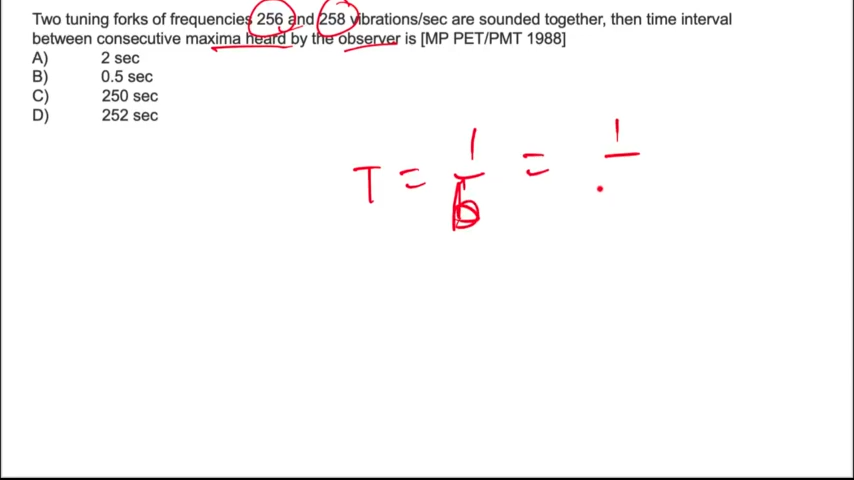 Two tuning forks of frequencies 256 and 258 vibrations/sec are sounded together, then time interval
between consecutive maxima heard by the observer is [MP PET/PMT 1988]
A) 2 sec
B) 0.5 sec
C) 250 sec
D) 252 sec
T = 1/b = 1/